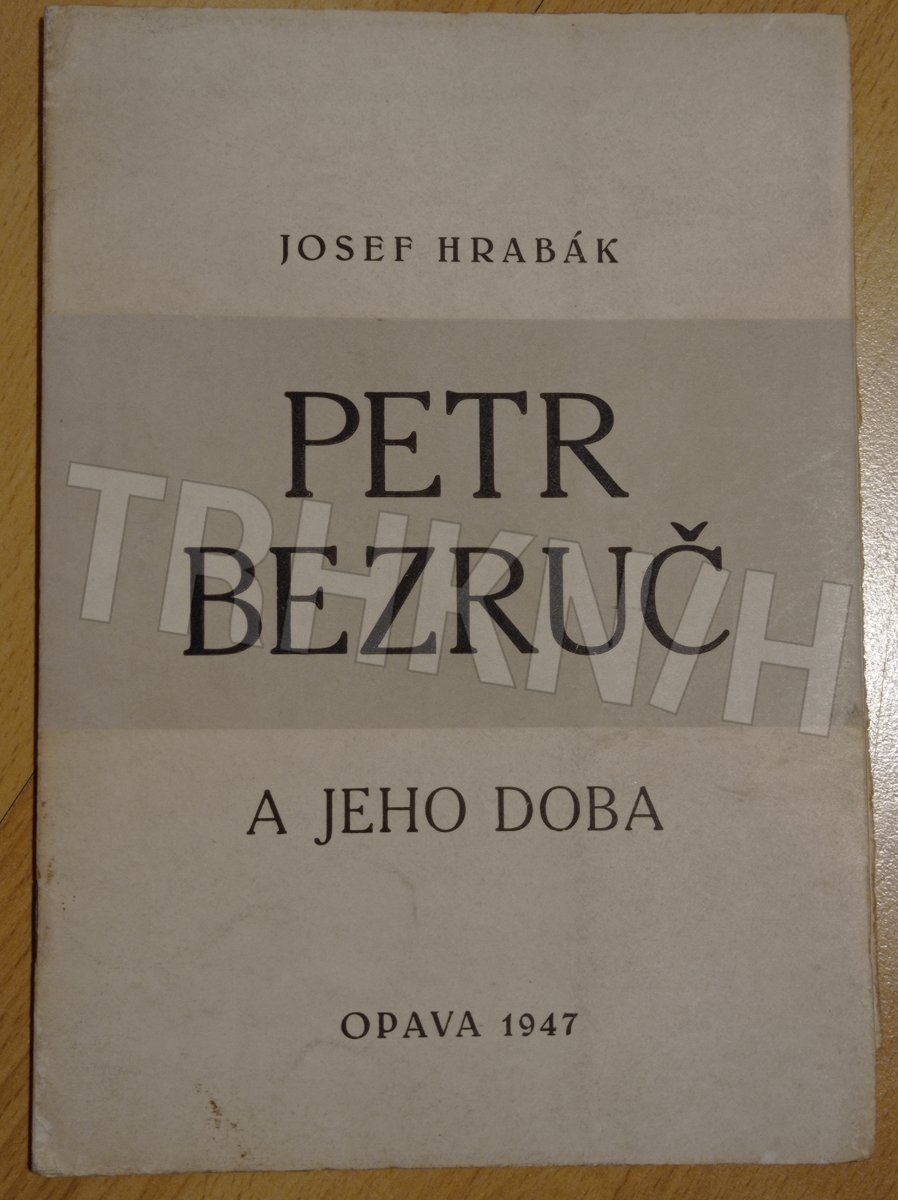 JOSEF HRABÁK
PETR
BEZRUČ
TRHKNIH
A JEHO DOBA
OPAVA 1947